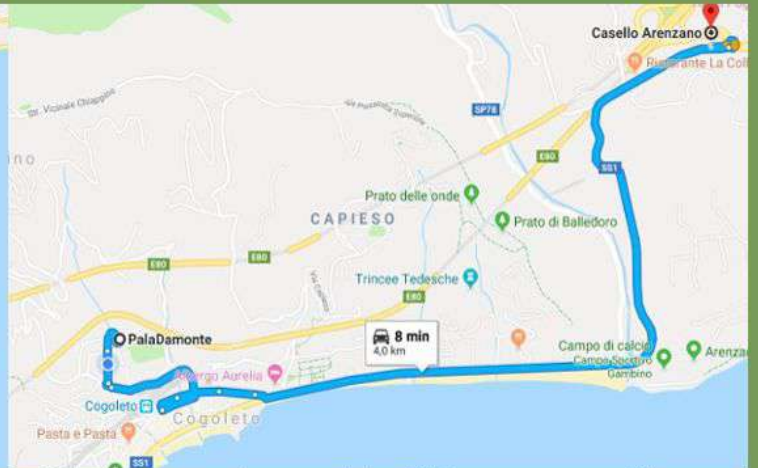 Casello Arenzano
Ristorante La Coll
Str. Vicinale Chiappino
SP78
E80
SS1
ino
Prato delle onde
CAPIESO
Prato di Balledoro
E80
E80
Trincee Tedesche
E80
PalaDamonte
8 min
4,0 km
Campo di calcio
Campo Sportivo
Gambino
Arenza
Albergo Aurelia
Cogoleto
Cogoleto
Pasta e Pasta
SS1